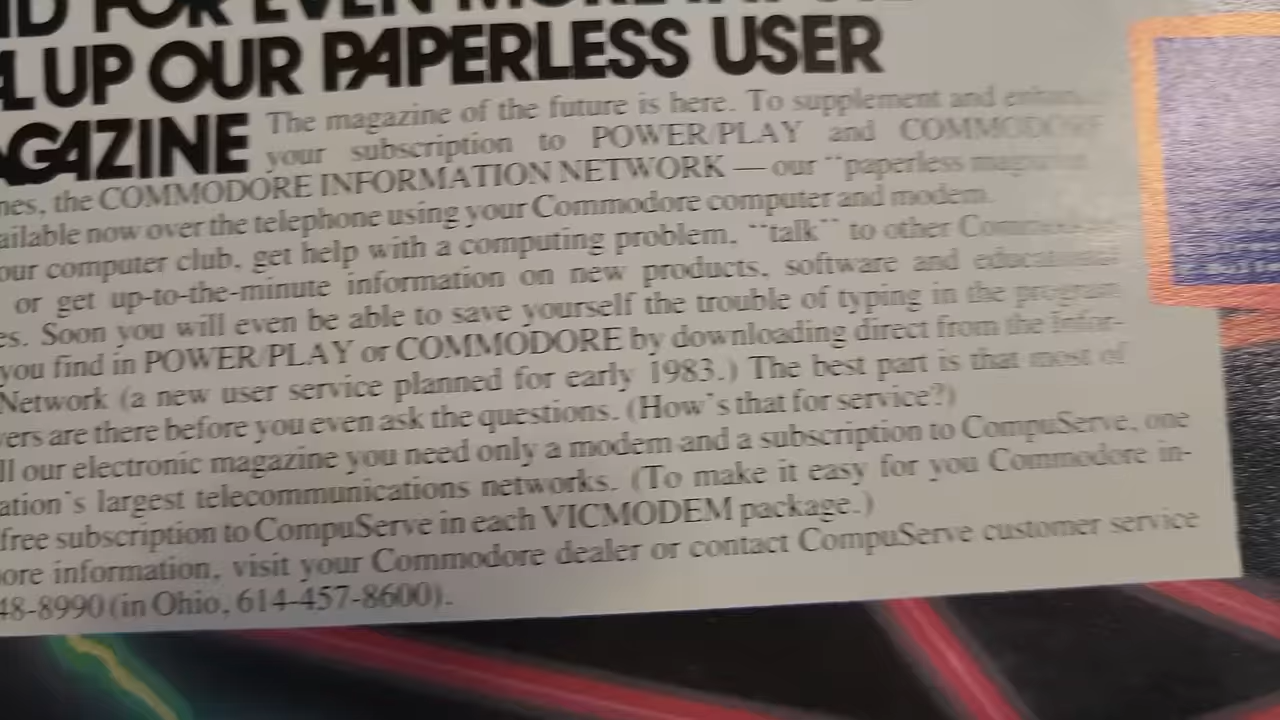 FOR EVEN MORE
UP OUR PAPERLESS USER
GAZINE The magazine of the future is here. To supplement and
your subscription to POWER/PLAY and COMMODORE
nes, the COMMODORE INFORMATION NETWORK — our "paperless magazine
ailable now over the telephone using your Commodore computer and modem.
our computer club, get help with a computing problem, "talk" to other
or get up-to-the-minute information on new products, software and educational
es. Soon you will even be able to save yourself the trouble of typing in the program
you find in POWER/PLAY or COMMODORE by downloading direct from the Infor-
Network (a new user service planned for early 1983.) The best part is that most of
vers are there before you even ask the questions. (How's that for service?)
ll our electronic magazine you need only a modem and a subscription to CompuServe, one
ation's largest telecommunications networks. (To make it easy for you Commodore in-
free subscription to CompuServe in each VICMODEM package.)
ore information, visit your Commodore dealer or contact CompuServe customer service
48-8990 (in Ohio, 614-457-8600).